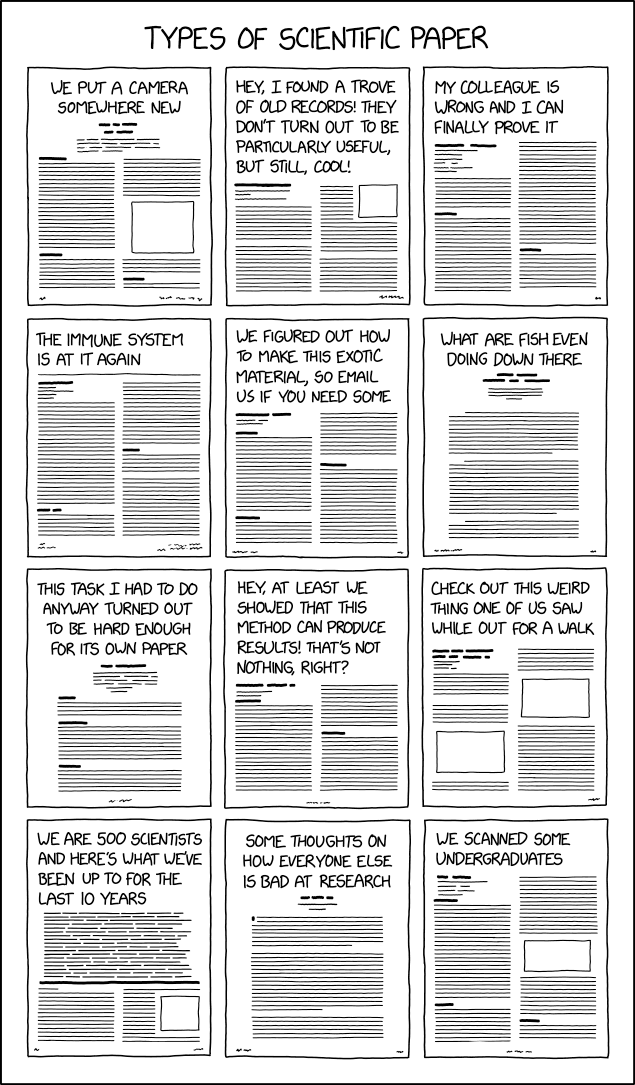 TYPES OF SCIENTIFIC PAPER
WE PUT A CAMERA
SOMEWHERE NEW
HEY, I FOUND A TROVE
OF OLD RECORDS! THEY
DON'T TURN OUT TO BE
PARTICULARLY USEFUL,
BUT STILL, COOL!
MY COLLEAGUE IS
WRONG AND I CAN
FINALLY PROVE IT
THE IMMUNE SYSTEM
IS AT IT AGAIN
WE FIGURED OUT HOW
TO MAKE THIS EXOTIC
MATERIAL, SO EMAIL
US IF YOU NEED SOME
WHAT ARE FISH EVEN
DOING DOWN THERE
THIS TASK I HAD TO DO
ANYWAY TURNED OUT
TO BE HARD ENOUGH
FOR ITS OWN PAPER
HEY, AT LEAST WE
SHOWED THAT THIS
METHOD CAN PRODUCE
RESULTS! THAT'S NOT
NOTHING, RIGHT?
CHECK OUT THIS WEIRD
THING ONE OF US SAW
WHILE OUT FOR A WALK
WE ARE 500 SCIENTISTS
AND HERE'S WHAT WE'VE
BEEN UP TO FOR THE
LAST 10 YEARS
SOME THOUGHTS ON
HOW EVERYONE ELSE
IS BAD AT RESEARCH
WE SCANNED SOME
UNDERGRADUATES